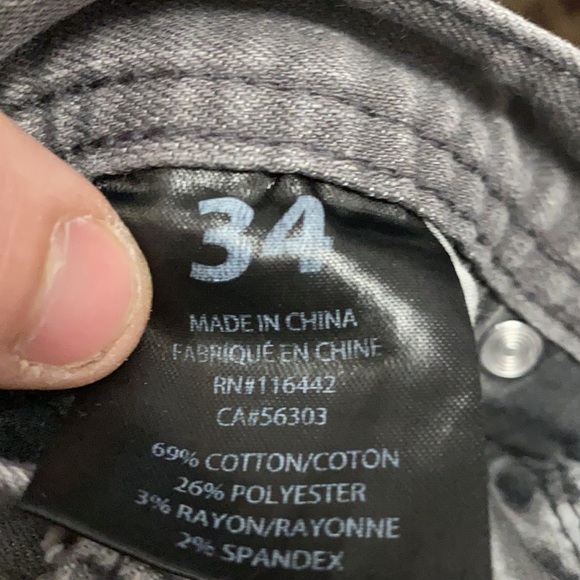 34
MADE IN CHINA
FABRIQUÉ EN CHINE
RN#116442
CA#56303
69% COTTON/COTON
26% POLYESTER
3% RAYON/RAYONNE
2% SPANDEX